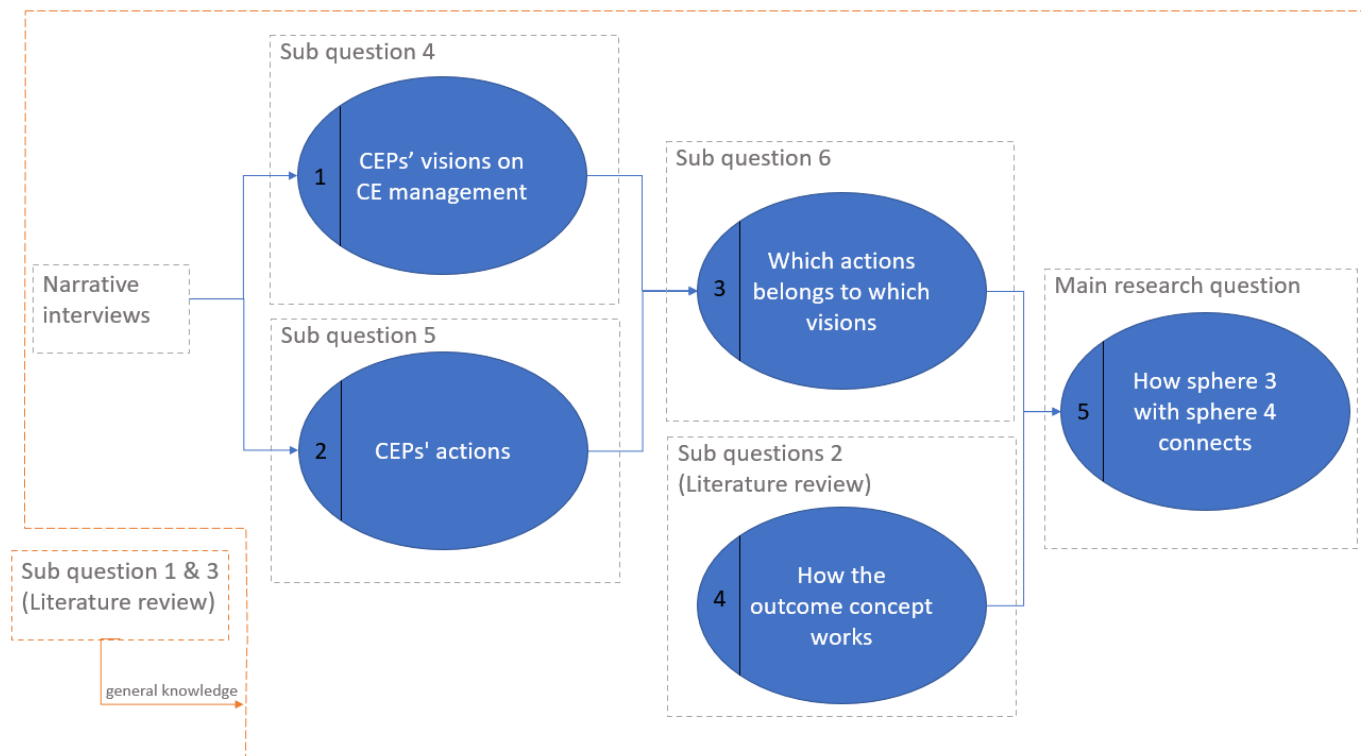 Sub question 4
1
CEPs’ visions on
CE management
Narrative
interviews
Sub question 5
2
CEPs' actions
Sub question 6
3
Which actions
belongs to which
visions
Sub questions 2
(Literature review)
4
How the
outcome concept
works
Main research question
5
How sphere 3
with sphere 4
connects
Sub question 1 & 3
(Literature review)
general knowledge